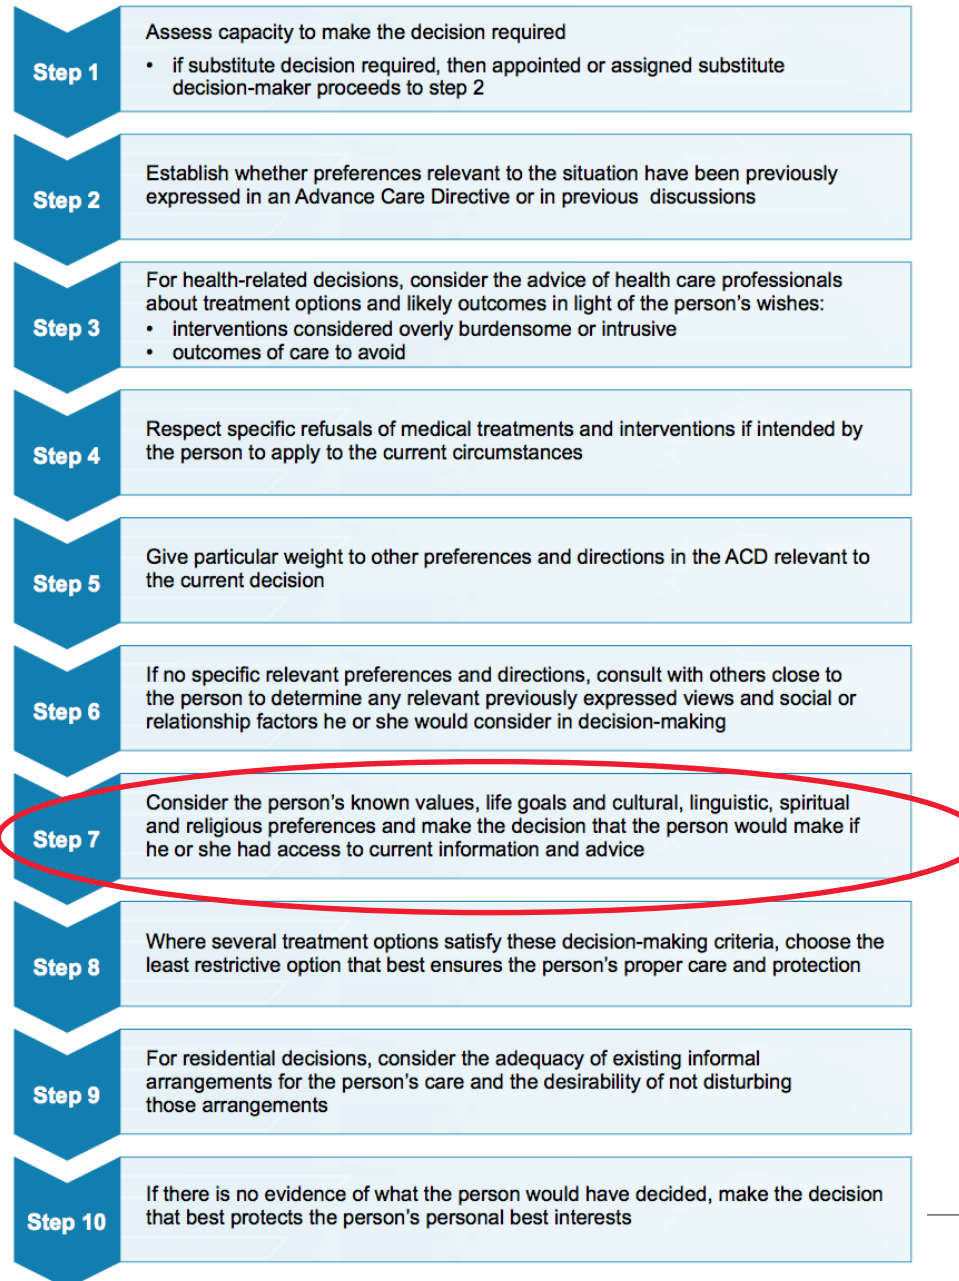 Step 1
Assess capacity to make the decision required
• if substitute decision required, then appointed or assigned substitute
decision-maker proceeds to step 2
Step 2
Establish whether preferences relevant to the situation have been previously
expressed in an Advance Care Directive or in previous discussions
Step 3
For health-related decisions, consider the advice of health care professionals
about treatment options and likely outcomes in light of the person's wishes:
• interventions considered overly burdensome or intrusive
• outcomes of care to avoid
Step 4
Respect specific refusals of medical treatments and interventions if intended by
the person to apply to the current circumstances
Step 5
Give particular weight to other preferences and directions in the ACD relevant to
the current decision
Step 6
If no specific relevant preferences and directions, consult with others close to
the person to determine any relevant previously expressed views and social or
relationship factors he or she would consider in decision-making
Step 7
Consider the person's known values, life goals and cultural, linguistic, spiritual
and religious preferences and make the decision that the person would make if
he or she had access to current information and advice
Step 8
Where several treatment options satisfy these decision-making criteria, choose the
least restrictive option that best ensures the person's proper care and protection
Step 9
For residential decisions, consider the adequacy of existing informal
arrangements for the person's care and the desirability of not disturbing
those arrangements
Step 10
If there is no evidence of what the person would have decided, make the decision
that best protects the person's personal best interests